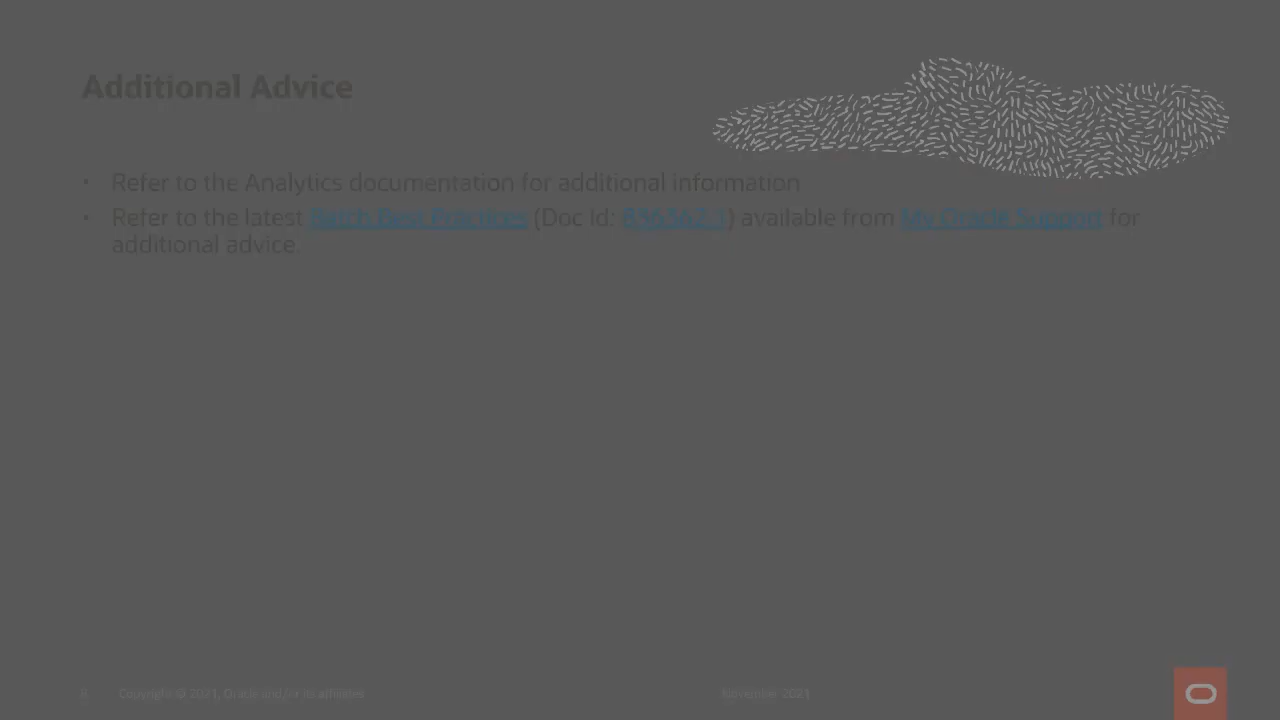 Additional Advice
• Refer to the Analytics documentation for additional information
• Refer to the latest Batch Best Practices (Doc Id: 836362.1) available from My Oracle Support for
additional advice.
Copyright © 2021, Oracle and/or its affiliates
November 2021